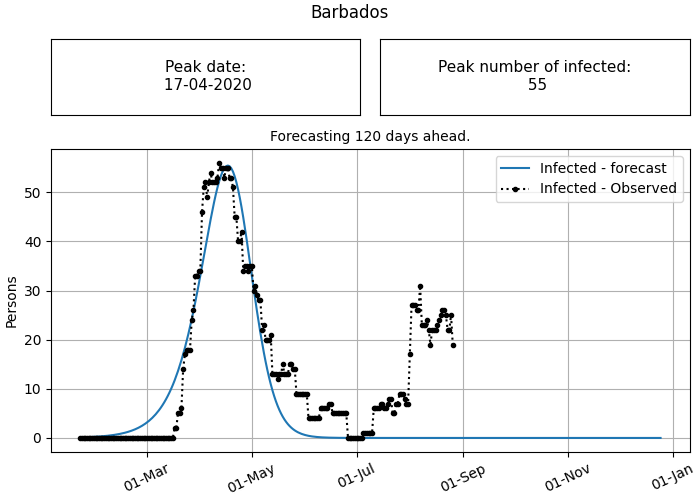 Barbados
Peak date:
17-04-2020
Peak number of infected:
55
Forecasting 120 days ahead.
Infected - forecast
Infected - Observed
Persons
50
40
30
20
10
0
01-Mar
01-May
01-Jul
01-Sep
01-Nov
01-Jan